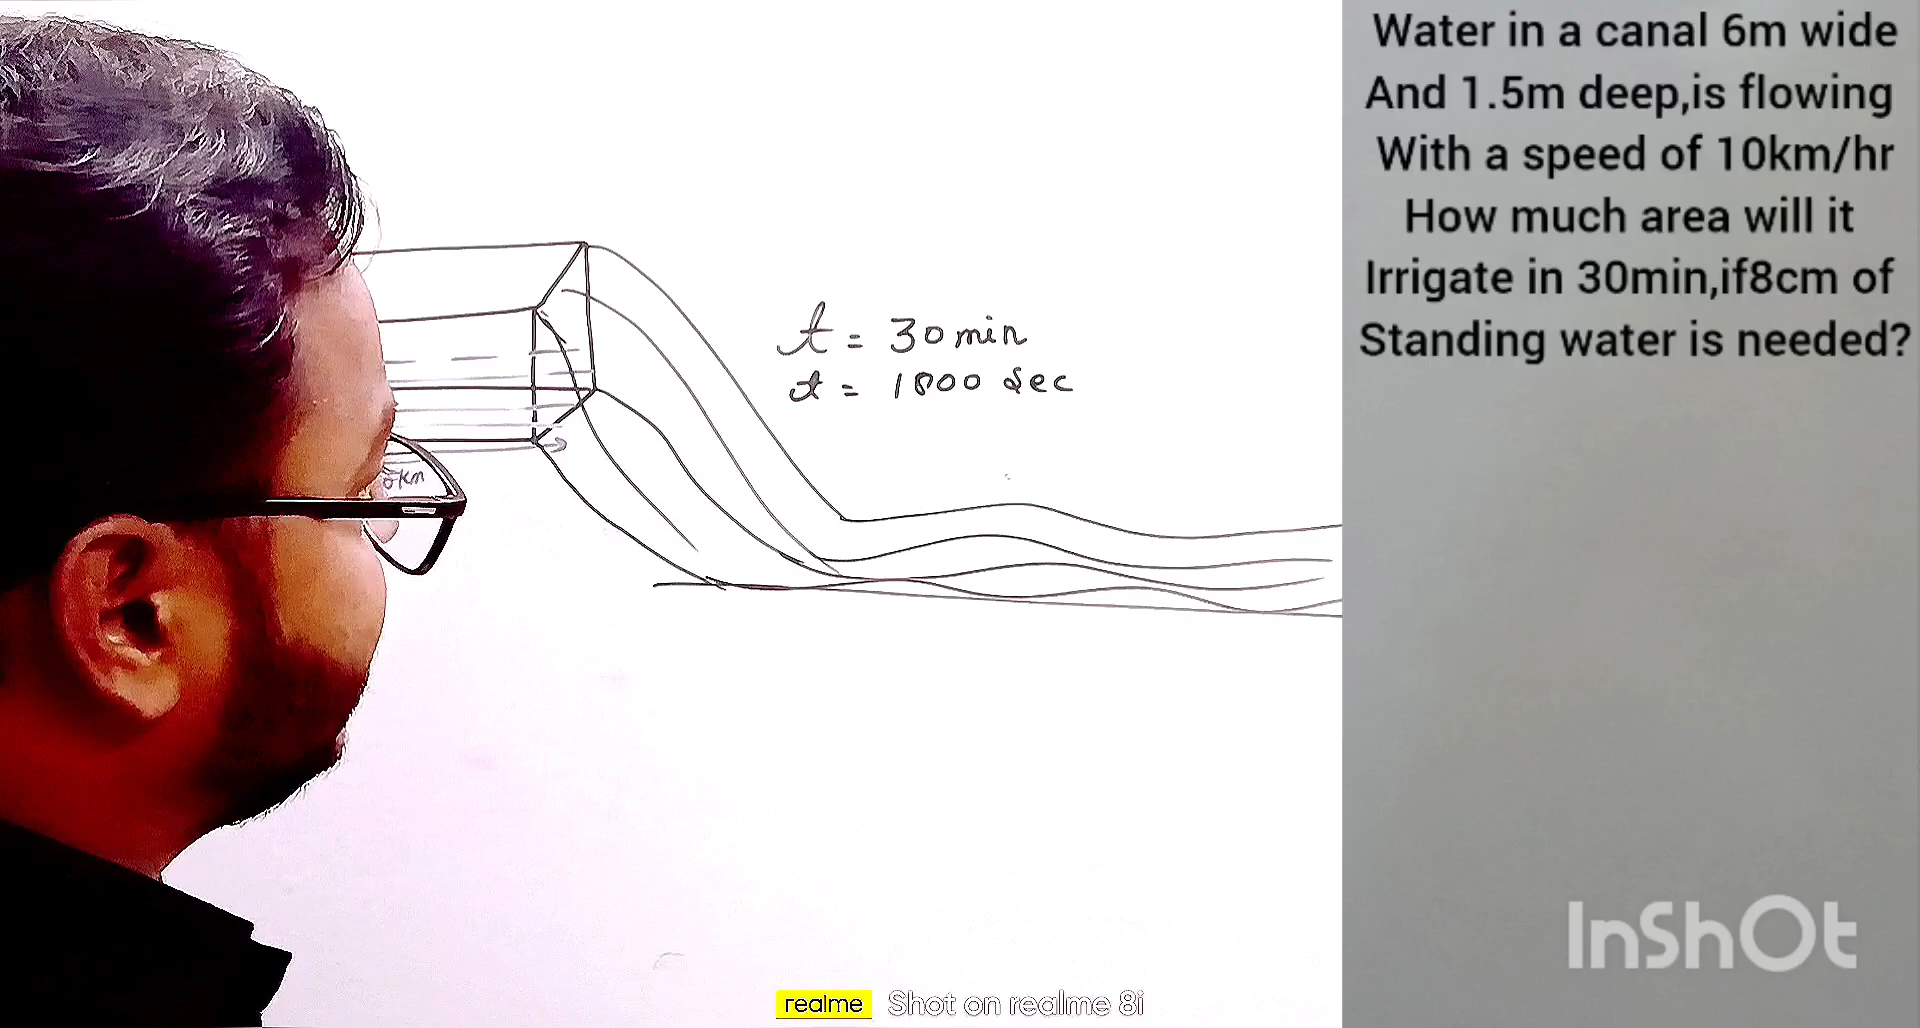 t = 30 min
t = 1800 sec
km
Water in a canal 6m wide
And 1.5m deep,is flowing
With a speed of 10km/hr
How much area will it
Irrigate in 30min,if8cm of
Standing water is needed?
InShOt
realme Shot on realme 8i